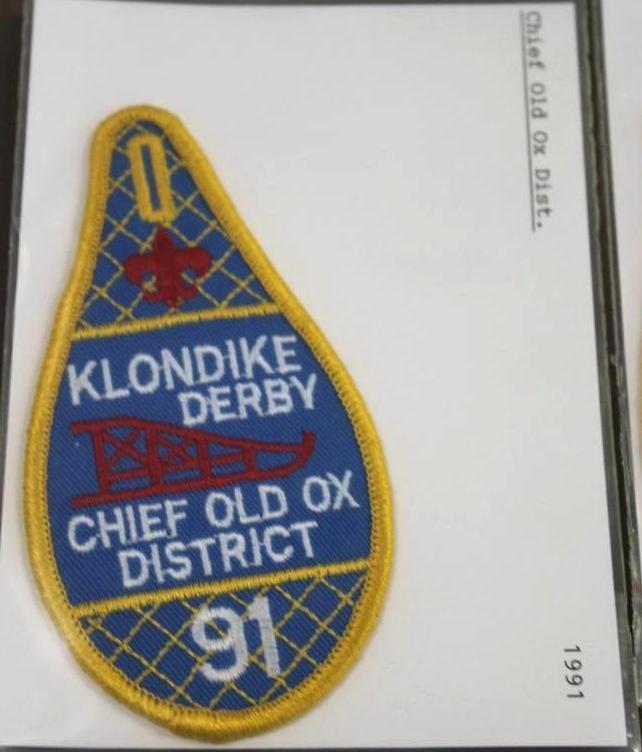 Chief Old Ox Dist.
KLONDIKE
DERBY
CHIEF OLD OX
DISTRICT
91
1991